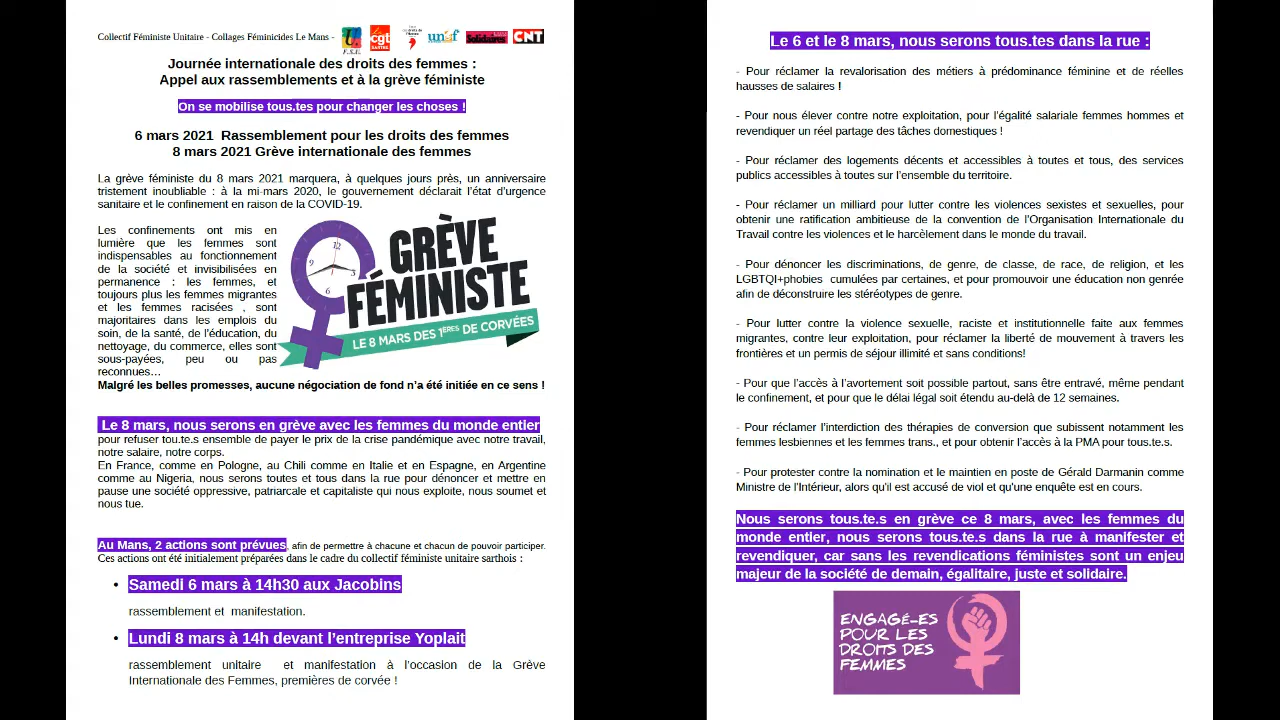 Collectif Féministe Unitaire - Collages Féminicides Le Mans -
F.S.U.
la
cgt
SARTHE
Solidaires
CNT
Journée internationale des droits des femmes :
Appel aux rassemblements et à la grève féministe
On se mobilise tous.tes pour changer les choses !
6 mars 2021 Rassemblement pour les droits des femmes
8 mars 2021 Grève internationale des femmes
La grève féministe du 8 mars 2021 marquera, à quelques jours près, un anniversaire
tristement inoubliable : à la mi-mars 2020, le gouvernement déclarait l'état d'urgence
sanitaire et le confinement en raison de la COVID-19.
Les confinements ont mis en
lumière que les femmes sont
indispensables au fonctionnement
de la société et invisibilisées en
permanence : les femmes, et
toujours plus les femmes migrantes
et les femmes racisées , sont
majoritaires dans les emplois du
soin, de la santé, de l'éducation, du
nettoyage, du commerce, elles sont
sous-payées, peu ou pas
reconnues…
12
9
3
6
GRÈVE
FÉMINISTE
LE 8 MARS DES 1ÈRES DE CORVÉES
Malgré les belles promesses, aucune négociation de fond n'a été initiée en ce sens !
Le 8 mars, nous serons en grève avec les femmes du monde entier
pour refuser tou.te.s ensemble de payer le prix de la crise pandémique avec notre travail,
notre salaire, notre corps.
En France, comme en Pologne, au Chili comme en Italie et en Espagne, en Argentine
comme au Nigeria, nous serons toutes et tous dans la rue pour dénoncer et mettre en
pause une société oppressive, patriarcale et capitaliste qui nous exploite, nous soumet et
nous tue.
Au Mans, 2 actions sont prévues, afin de permettre à chacune et chacun de pouvoir participer.
Ces actions ont été initialement préparées dans le cadre du collectif féministe unitaire sarthois :
• Samedi 6 mars à 14h30 aux Jacobins
rassemblement et manifestation.
• Lundi 8 mars à 14h devant l'entreprise Yoplait
rassemblement unitaire et manifestation à l'occasion de la Grève
Internationale des Femmes, premières de corvée !
Le 6 et le 8 mars, nous serons tous.tes dans la rue :
- Pour réclamer la revalorisation des métiers à prédominance féminine et de réelles
hausses de salaires !
- Pour nous élever contre notre exploitation, pour l'égalité salariale femmes hommes et
revendiquer un réel partage des tâches domestiques !
- Pour réclamer des logements décents et accessibles à toutes et tous, des services
publics accessibles à toutes sur l'ensemble du territoire.
- Pour réclamer un milliard pour lutter contre les violences sexistes et sexuelles, pour
obtenir une ratification ambitieuse de la convention de l'Organisation Internationale du
Travail contre les violences et le harcèlement dans le monde du travail.
- Pour dénoncer les discriminations, de genre, de classe, de race, de religion, et les
LGBTQI+phobies cumulées par certaines, et pour promouvoir une éducation non genrée
afin de déconstruire les stéréotypes de genre.
- Pour lutter contre la violence sexuelle, raciste et institutionnelle faite aux femmes
migrantes, contre leur exploitation, pour réclamer la liberté de mouvement à travers les
frontières et un permis de séjour illimité et sans conditions!
- Pour que l'accès à l'avortement soit possible partout, sans être entravé, même pendant
le confinement, et pour que le délai légal soit étendu au-delà de 12 semaines.
- Pour réclamer l'interdiction des thérapies de conversion que subissent notamment les
femmes lesbiennes et les femmes trans., et pour obtenir l'accès à la PMA pour tous.te.s.
- Pour protester contre la nomination et le maintien en poste de Gérald Darmanin comme
Ministre de l'Intérieur, alors qu'il est accusé de viol et qu'une enquête est en cours.
Nous serons tous.te.s en grève ce 8 mars, avec les femmes du
monde entier, nous serons tous.te.s dans la rue à manifester et
revendiquer, car sans les revendications féministes sont un enjeu
majeur de la société de demain, égalitaire, juste et solidaire.
ENGAGÉ-ES
POUR LES
DROITS DES
FEMMES